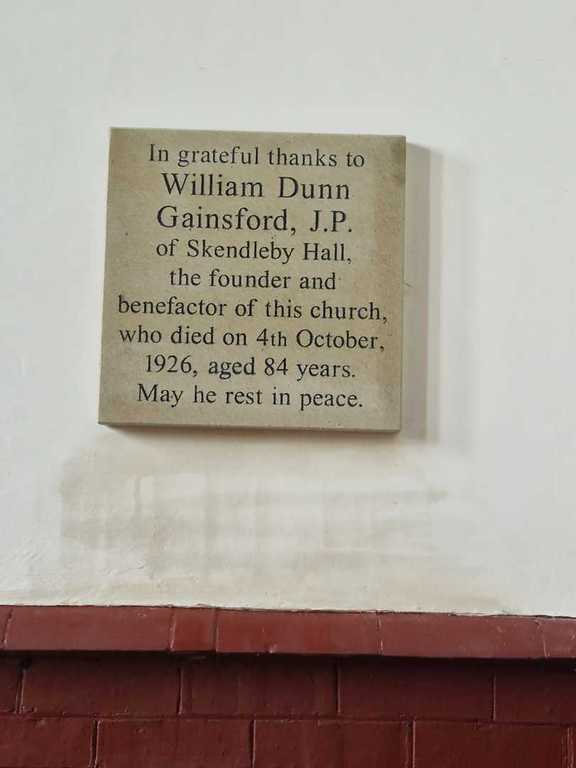 In grateful thanks to
William Dunn
Gainsford, J.P.
of Skendleby Hall,
the founder and
benefactor of this church,
who died on 4th October,
1926, aged 84 years.
May he rest in peace.